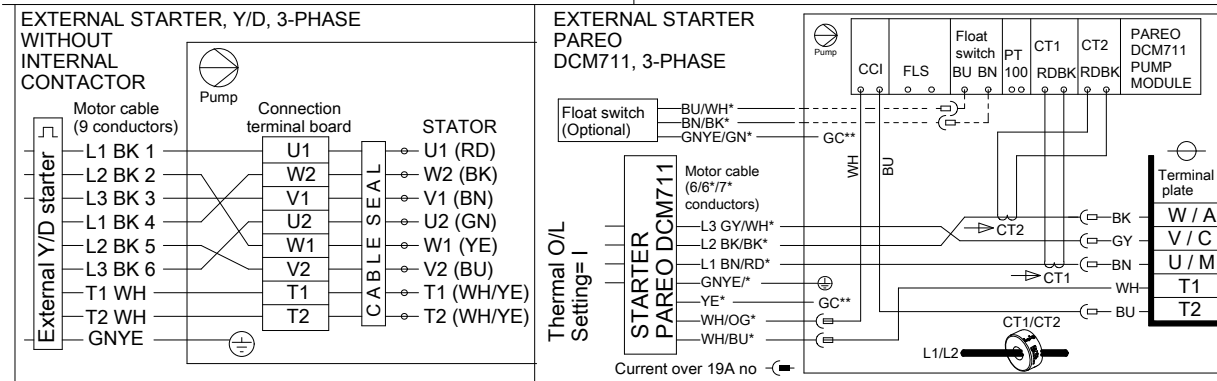 EXTERNAL STARTER, Y/D, 3-PHASE
WITHOUT
INTERNAL
CONTACTOR
Pump
Motor cable
(9 conductors)
Connection
terminal board
STATOR
External Y/D starter
L1 BK 1
L2 BK 2
L3 BK 3
L1 BK 4
L2 BK 5
L3 BK 6
T1 WH
T2 WH
GNYE
U1
W2
V1
U2
W1
V2
T1
T2
CABLE SEAL
U1 (RD)
W2 (BK)
V1 (BN)
U2 (GN)
W1 (YE)
V2 (BU)
T1 (WH/YE)
T2 (WH/YE)
EXTERNAL STARTER
PAREO
DCM711, 3-PHASE
Pump
CCI
FLS
Float
switch
BU BN
PT
100
CT1
RDBK
CT2
RDBK
PAREO
DCM711
PUMP
MODULE
Float switch
(Optional)
BU/WH*
BN/BK*
GNYE/GN*
GC**
WH
BU
Thermal O/L
Setting= I
STARTER
PAREO DCM711
Motor cable
(6/6*/7*
conductors)
L3 GY/WH*
L2 BK/BK*
L1 BN/RD*
GNYE/*
YE*
GC**
WH/OG*
WH/BU*
CT2
CT1
BK
GY
BN
WH
BU
Terminal
plate
W / A
V / C
U / M
T1
T2
CT1/CT2
L1/L2
Current over 19A no